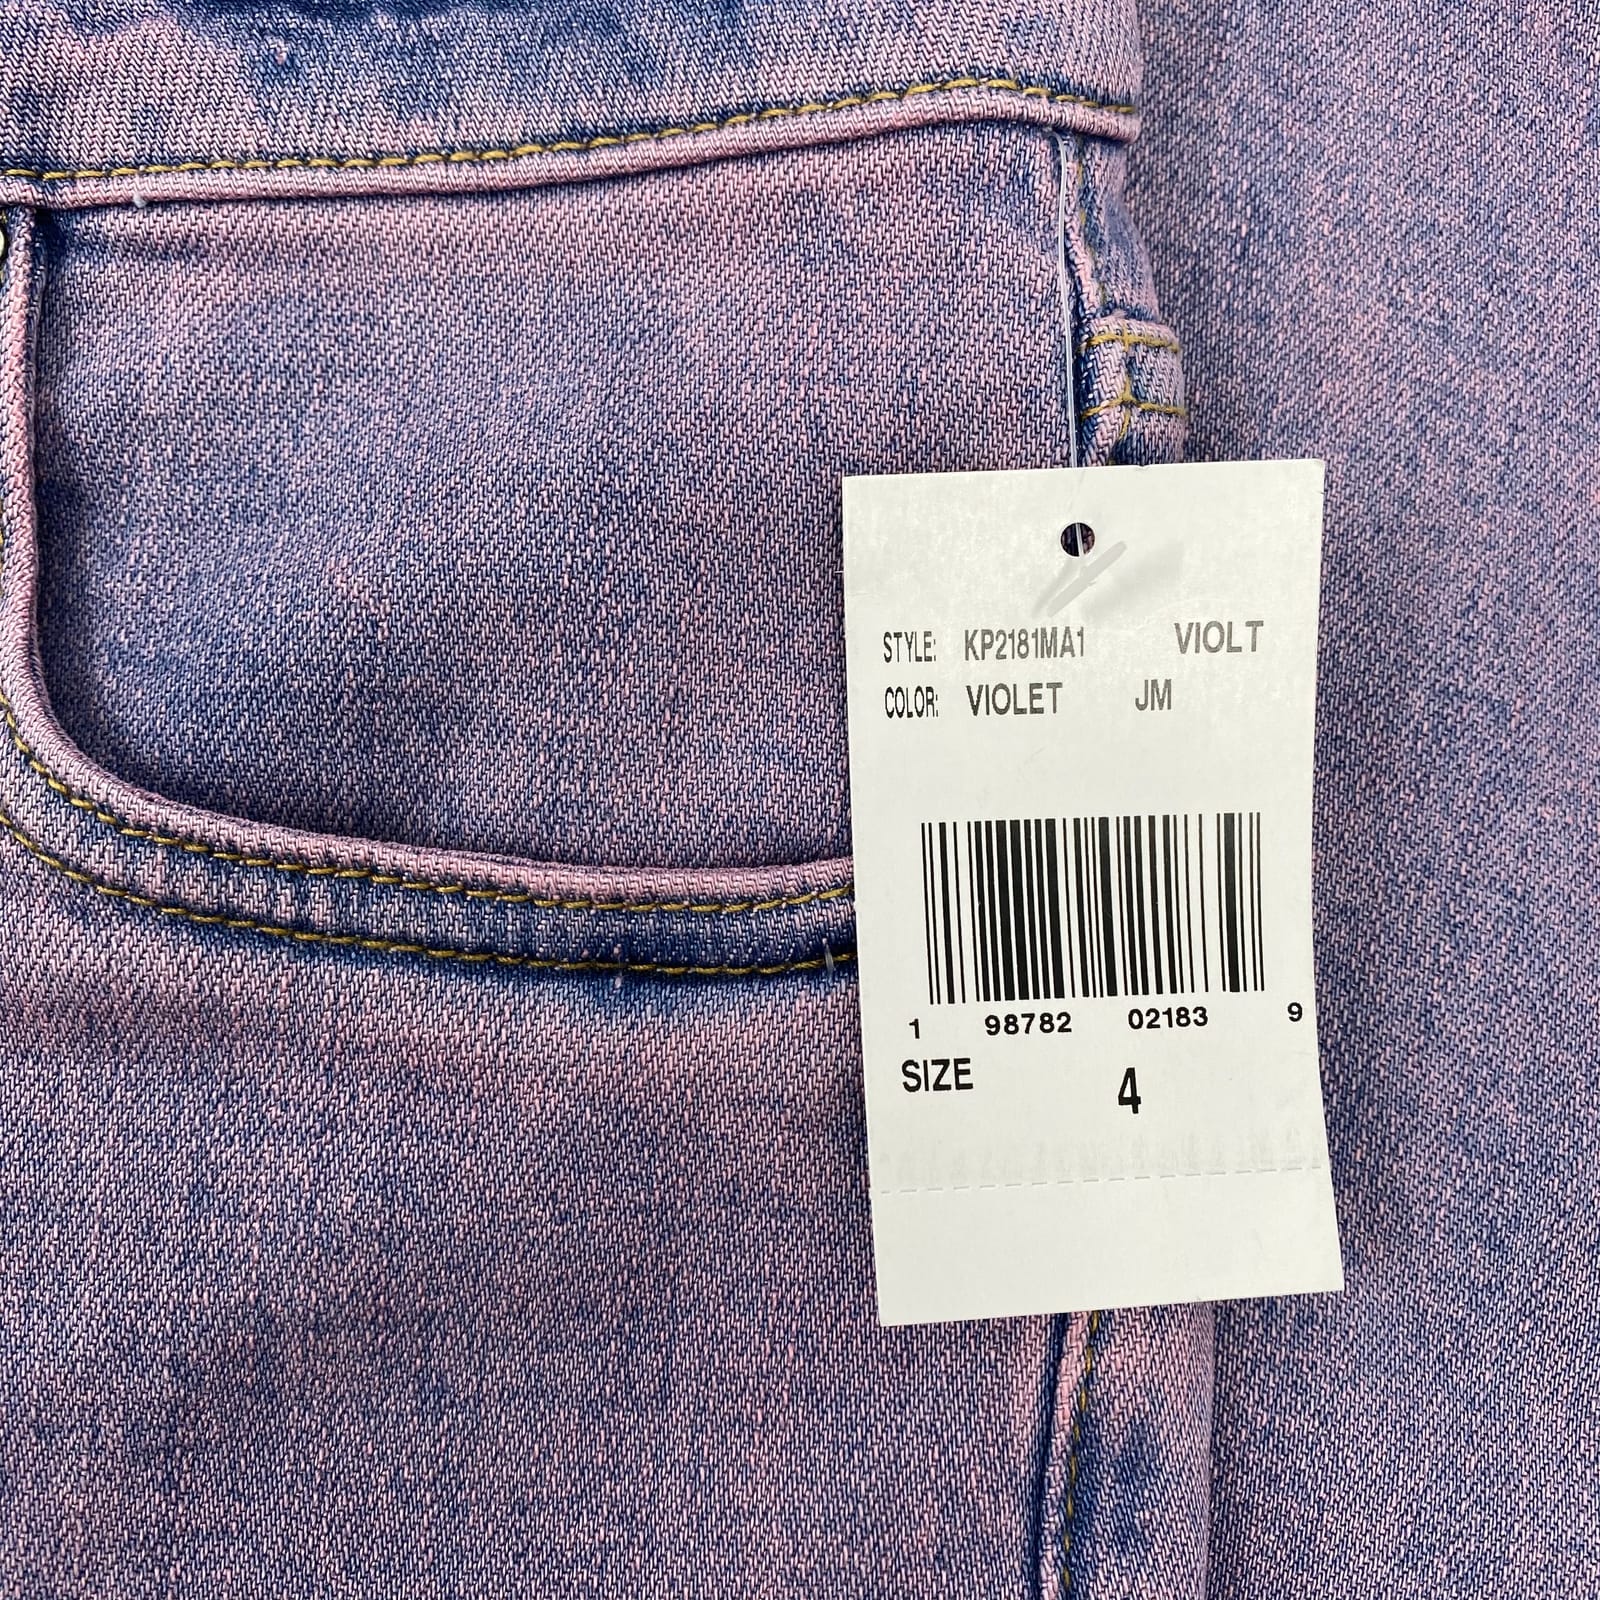 STYLE: KP2181MA1 VIOLT
COLOR: VIOLET JM
1 98782 02183 9
SIZE 4